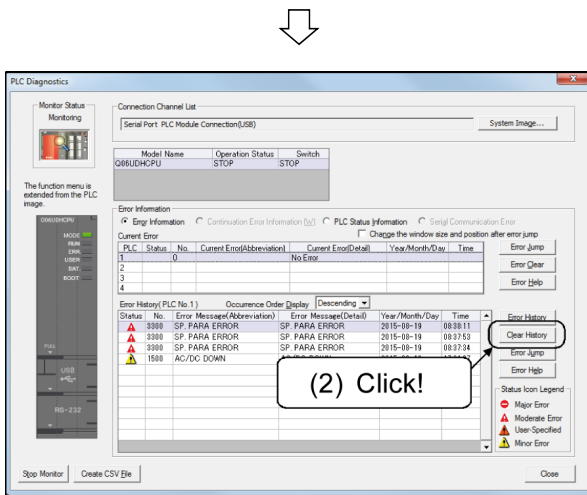 PLC Diagnostics
Monitor Status
Monitoring
The function menu is
extended from the PLC
image.
Q06UDHCPU
MODE
RUN
ERR.
USER
BAT.
BOOT
PULL
USB
RS-232
Connection Channel List
Serial Port PLC Module Connection(USB)
System Image...
Model Name Operation Status Switch
Q06UDHCPU STOP STOP
Error Information
Error Information Continuation Error Information (W) PLC Status Information Serial Communication Error
Current Error Change the window size and position after error jump
PLC Status No. Current Error(Abbreviation) Current Error(Detail) Year/Month/Day Time
1 0 No Error
2
3
4
Error Jump
Error Clear
Error Help
Error History( PLC No.1 ) Occurrence Order Display Descending
Status No. Error Message(Abbreviation) Error Message(Detail) Year/Month/Day Time
3300 SP. PARA ERROR SP. PARA ERROR 2015-08-19 08:38:11
3300 SP. PARA ERROR SP. PARA ERROR 2015-08-19 08:37:53
3300 SP. PARA ERROR SP. PARA ERROR 2015-08-19 08:37:34
1500 AC/DC DOWN
Error History
Clear History
Error Jump
Error Help
(2) Click!
Status Icon Legend
Major Error
Moderate Error
User-Specified
Minor Error
Stop Monitor Create CSV File Close